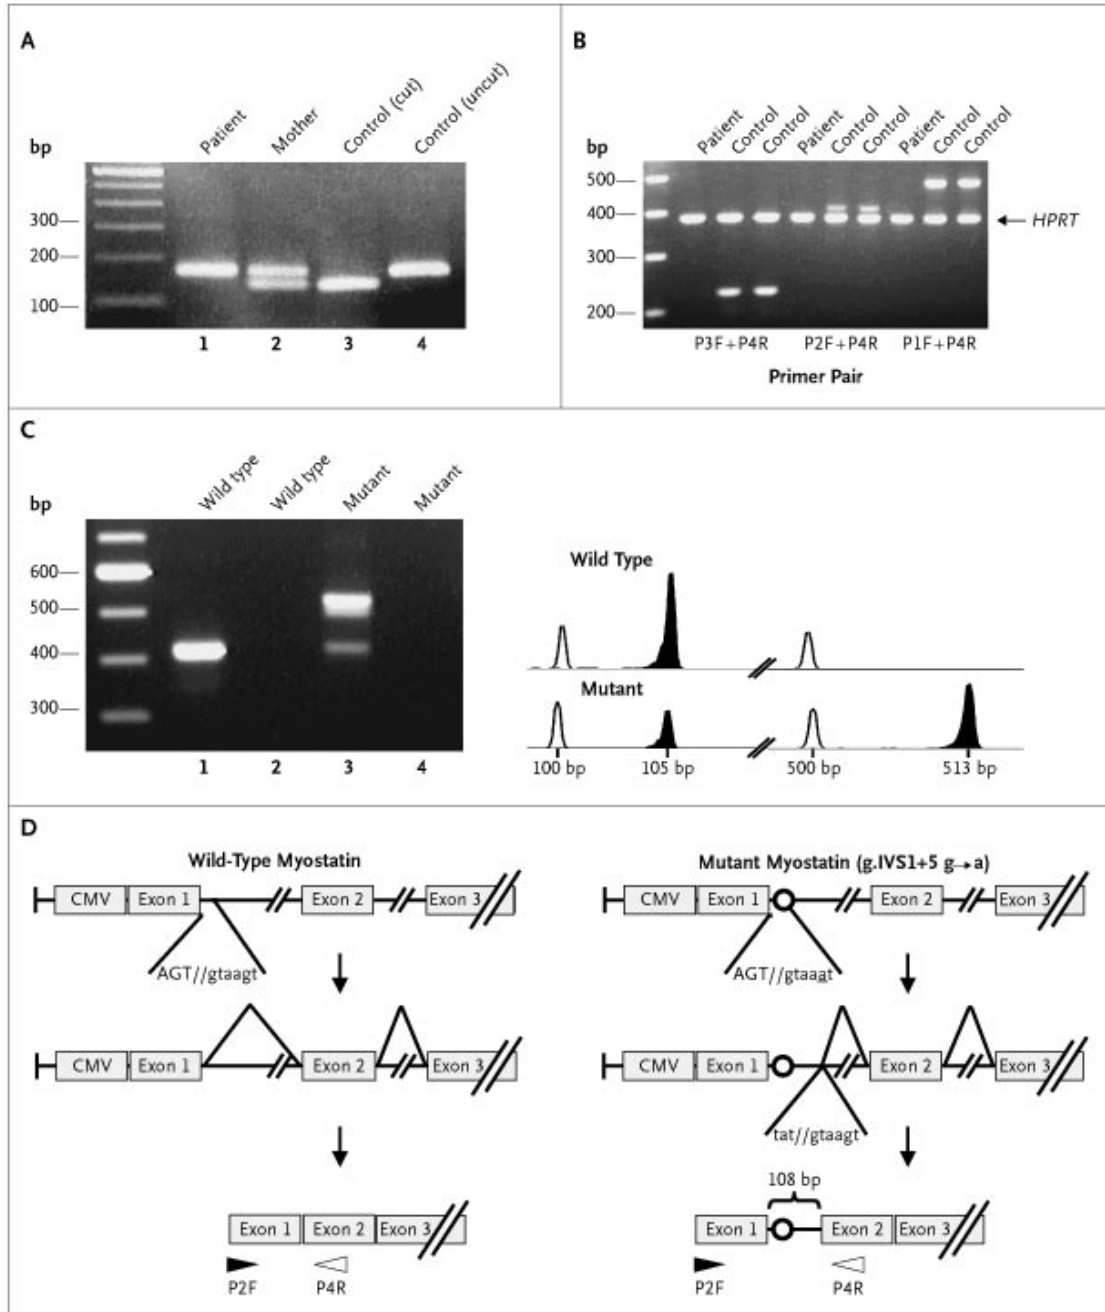 A
Patient
Mother
Control (cut)
Control (uncut)
bp
300
200
100
1 2 3 4
B
Patient
Control
Control
Patient
Control
Control
Patient
Control
Control
bp
500
400
300
200
HPRT
P3F+P4R P2F+P4R P1F+P4R
Primer Pair
C
Wild type
Wild type
Mutant
Mutant
bp
600
500
400
300
1 2 3 4
Wild Type
Mutant
100 bp 105 bp 500 bp 513 bp
D
Wild-Type Myostatin
CMV Exon 1 Exon 2 Exon 3
AGT//gtaagt
CMV Exon 1 Exon 2 Exon 3
Exon 1 Exon 2 Exon 3
P2F P4R
Mutant Myostatin (g.IVS1+5 g→a)
CMV Exon 1 Exon 2 Exon 3
AGT//gtaaat
CMV Exon 1 Exon 2 Exon 3
tat//gtaagt
108 bp
Exon 1 Exon 2 Exon 3
P2F P4R